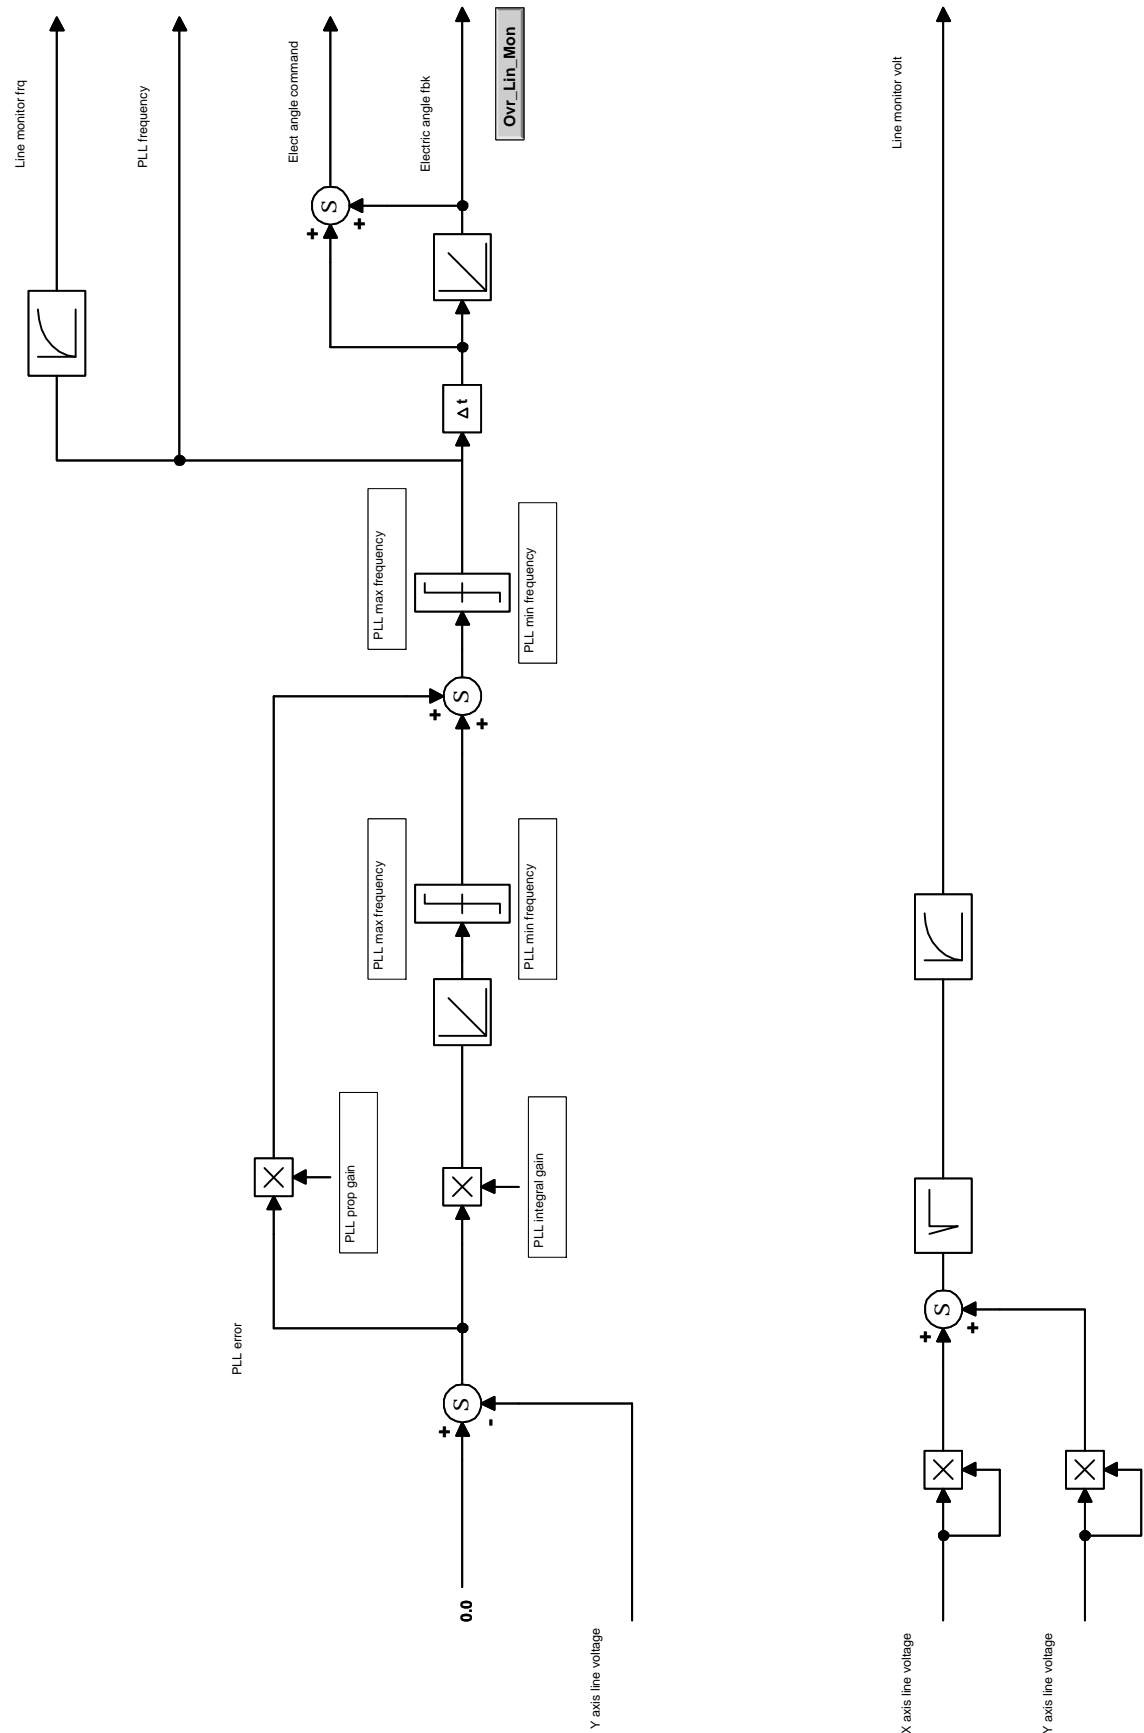 Line monitor frq
PLL frequency
PLL error
Elect angle command
+
S
+
PLL prop gain
PLL max frequency
PLL max frequency
Electric angle fbk
+
+
0.0
S
S
Δt
+
-
Ovr_Lin_Mon
PLL integral gain
PLL min frequency
PLL min frequency
Y axis line voltage
Line monitor volt
X axis line voltage
+
S
+
Y axis line voltage